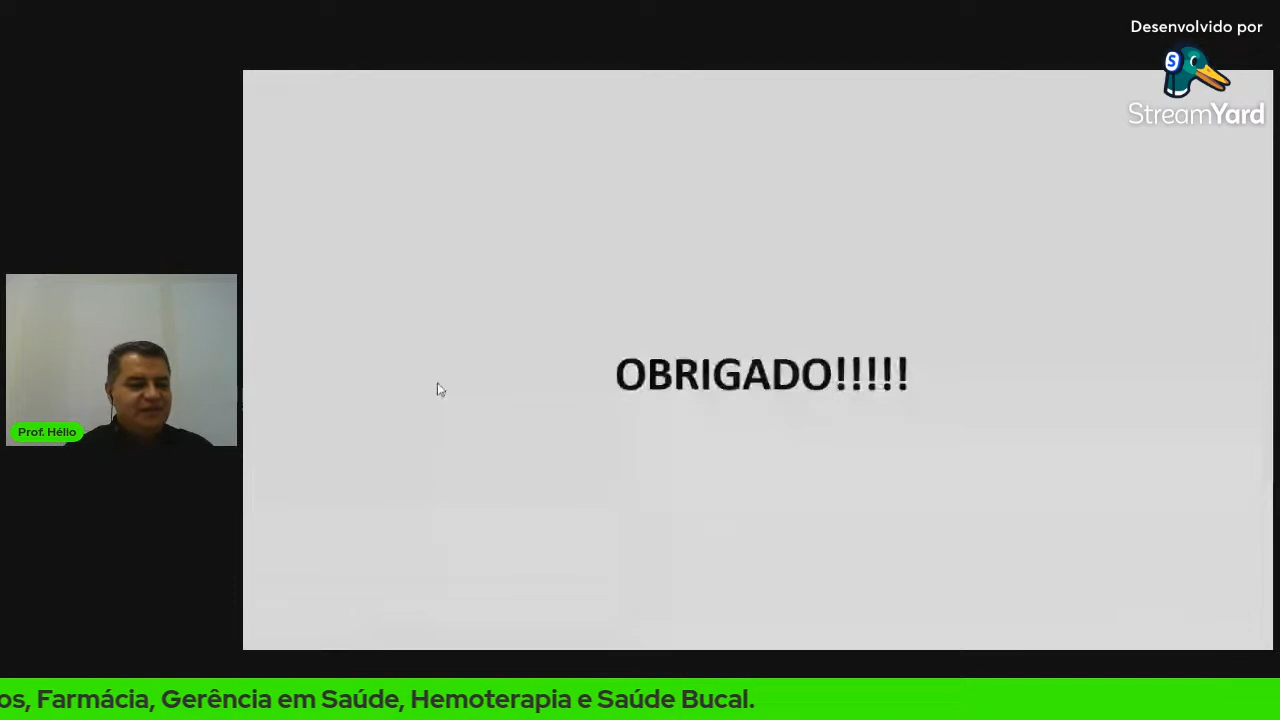 Desenvolvido por
S
StreamYard
OBRIGADO!!!!!
Prof. Hélio
os, Farmácia, Gerência em Saúde, Hemoterapia e Saúde Bucal.